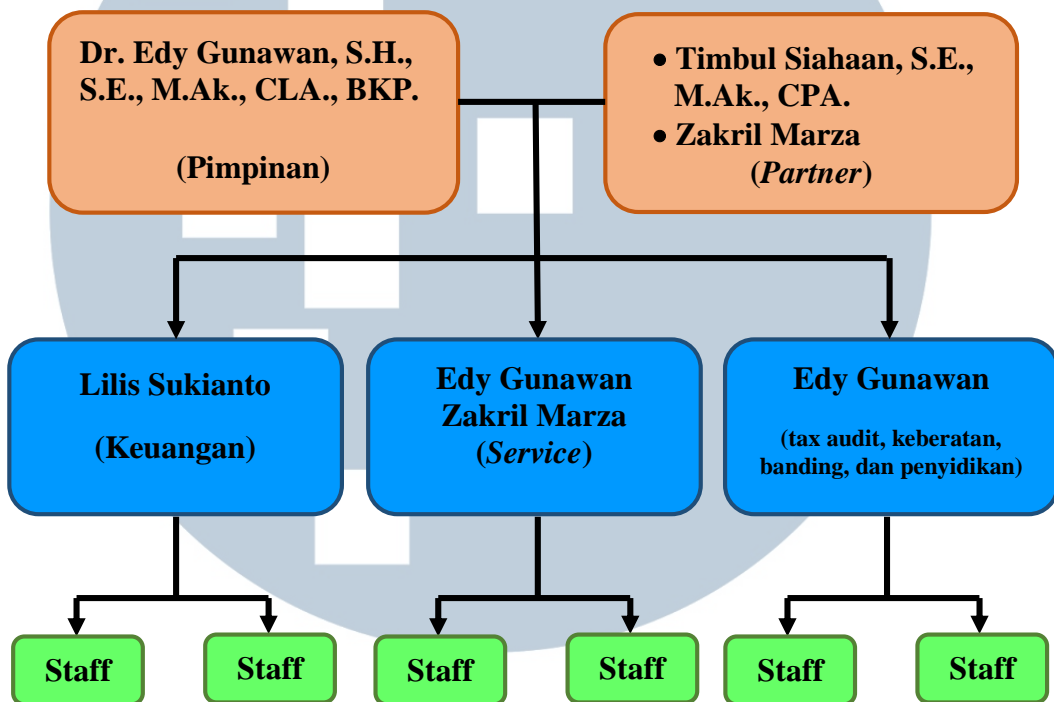 Dr. Edy Gunawan, S.H.,
S.E., M.Ak., CLA., BKP.
(Pimpinan)
• Timbul Siahaan, S.E.,
M.Ak., CPA.
• Zakril Marza
(Partner)
Lilis Sukianto
(Keuangan)
Edy Gunawan
Zakril Marza
(Service)
Edy Gunawan
(tax audit, keberatan,
banding, dan penyidikan)
Staff
Staff
Staff
Staff
Staff
Staff